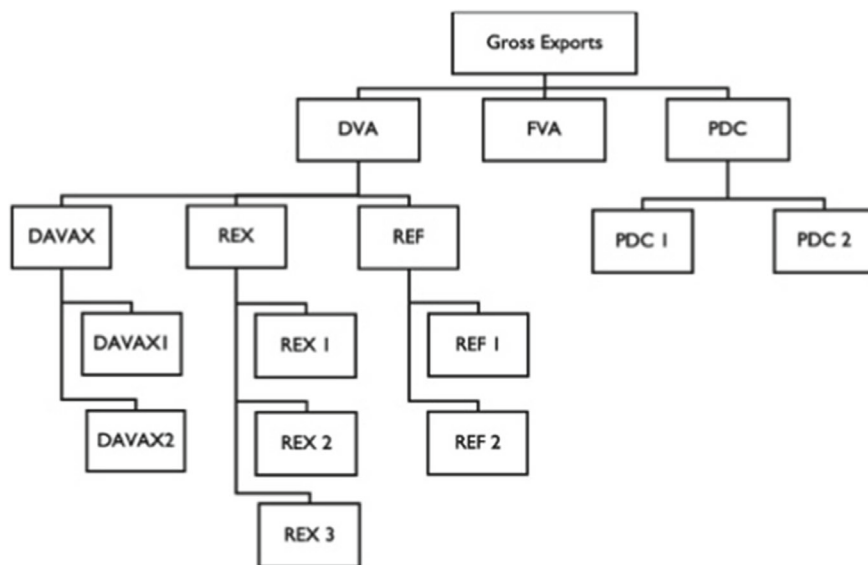 Gross Exports
DVA
FVA
PDC
DAVAX
REX
REF
PDC 1
PDC 2
DAVAX1
REX 1
REF 1
DAVAX2
REX 2
REF 2
REX 3